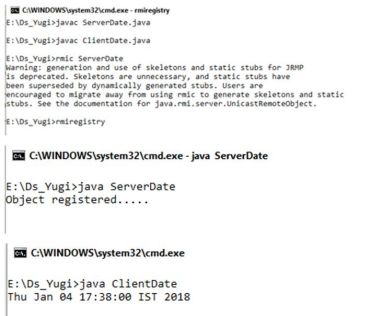 C:\WINDOWS\system32\cmd.exe - rmiregistry
E:\Ds_Yugi>javac ServerDate.java
E:\Ds_Yugi>javac ClientDate.java
E:\Ds_Yugi>rmic ServerDate
Warning: generation and use of skeletons and static stubs for JRMP
is deprecated. Skeletons are unnecessary, and static stubs have
been superseded by dynamically generated stubs. Users are
encouraged to migrate away from using rmic to generate skeletons and static
stubs. See the documentation for java.rmi.server.UnicastRemoteObject.
E:\Ds_Yugi>rmiregistry
C:\WINDOWS\system32\cmd.exe - java ServerDate
E:\Ds_Yugi>java ServerDate
Object registered.....
C:\WINDOWS\system32\cmd.exe
E:\Ds_Yugi>java ClientDate
Thu Jan 04 17:38:00 IST 2018